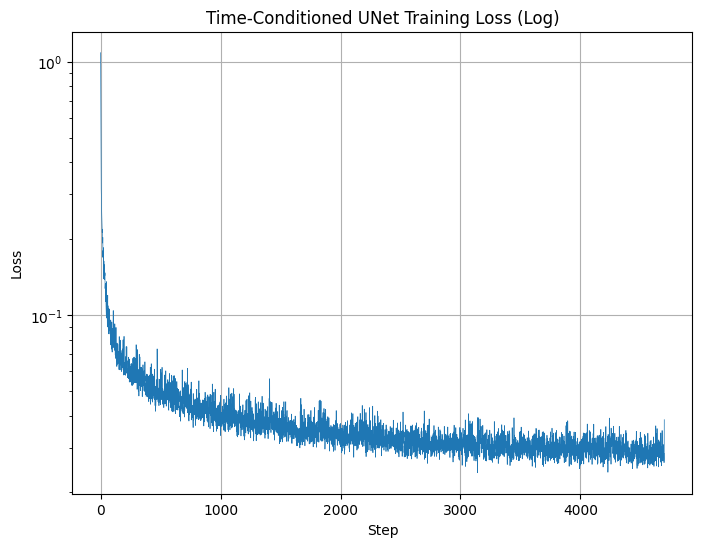 Time-Conditioned UNet Training Loss (Log)
10⁰
10⁻¹
Loss
0 1000 2000 3000 4000
Step